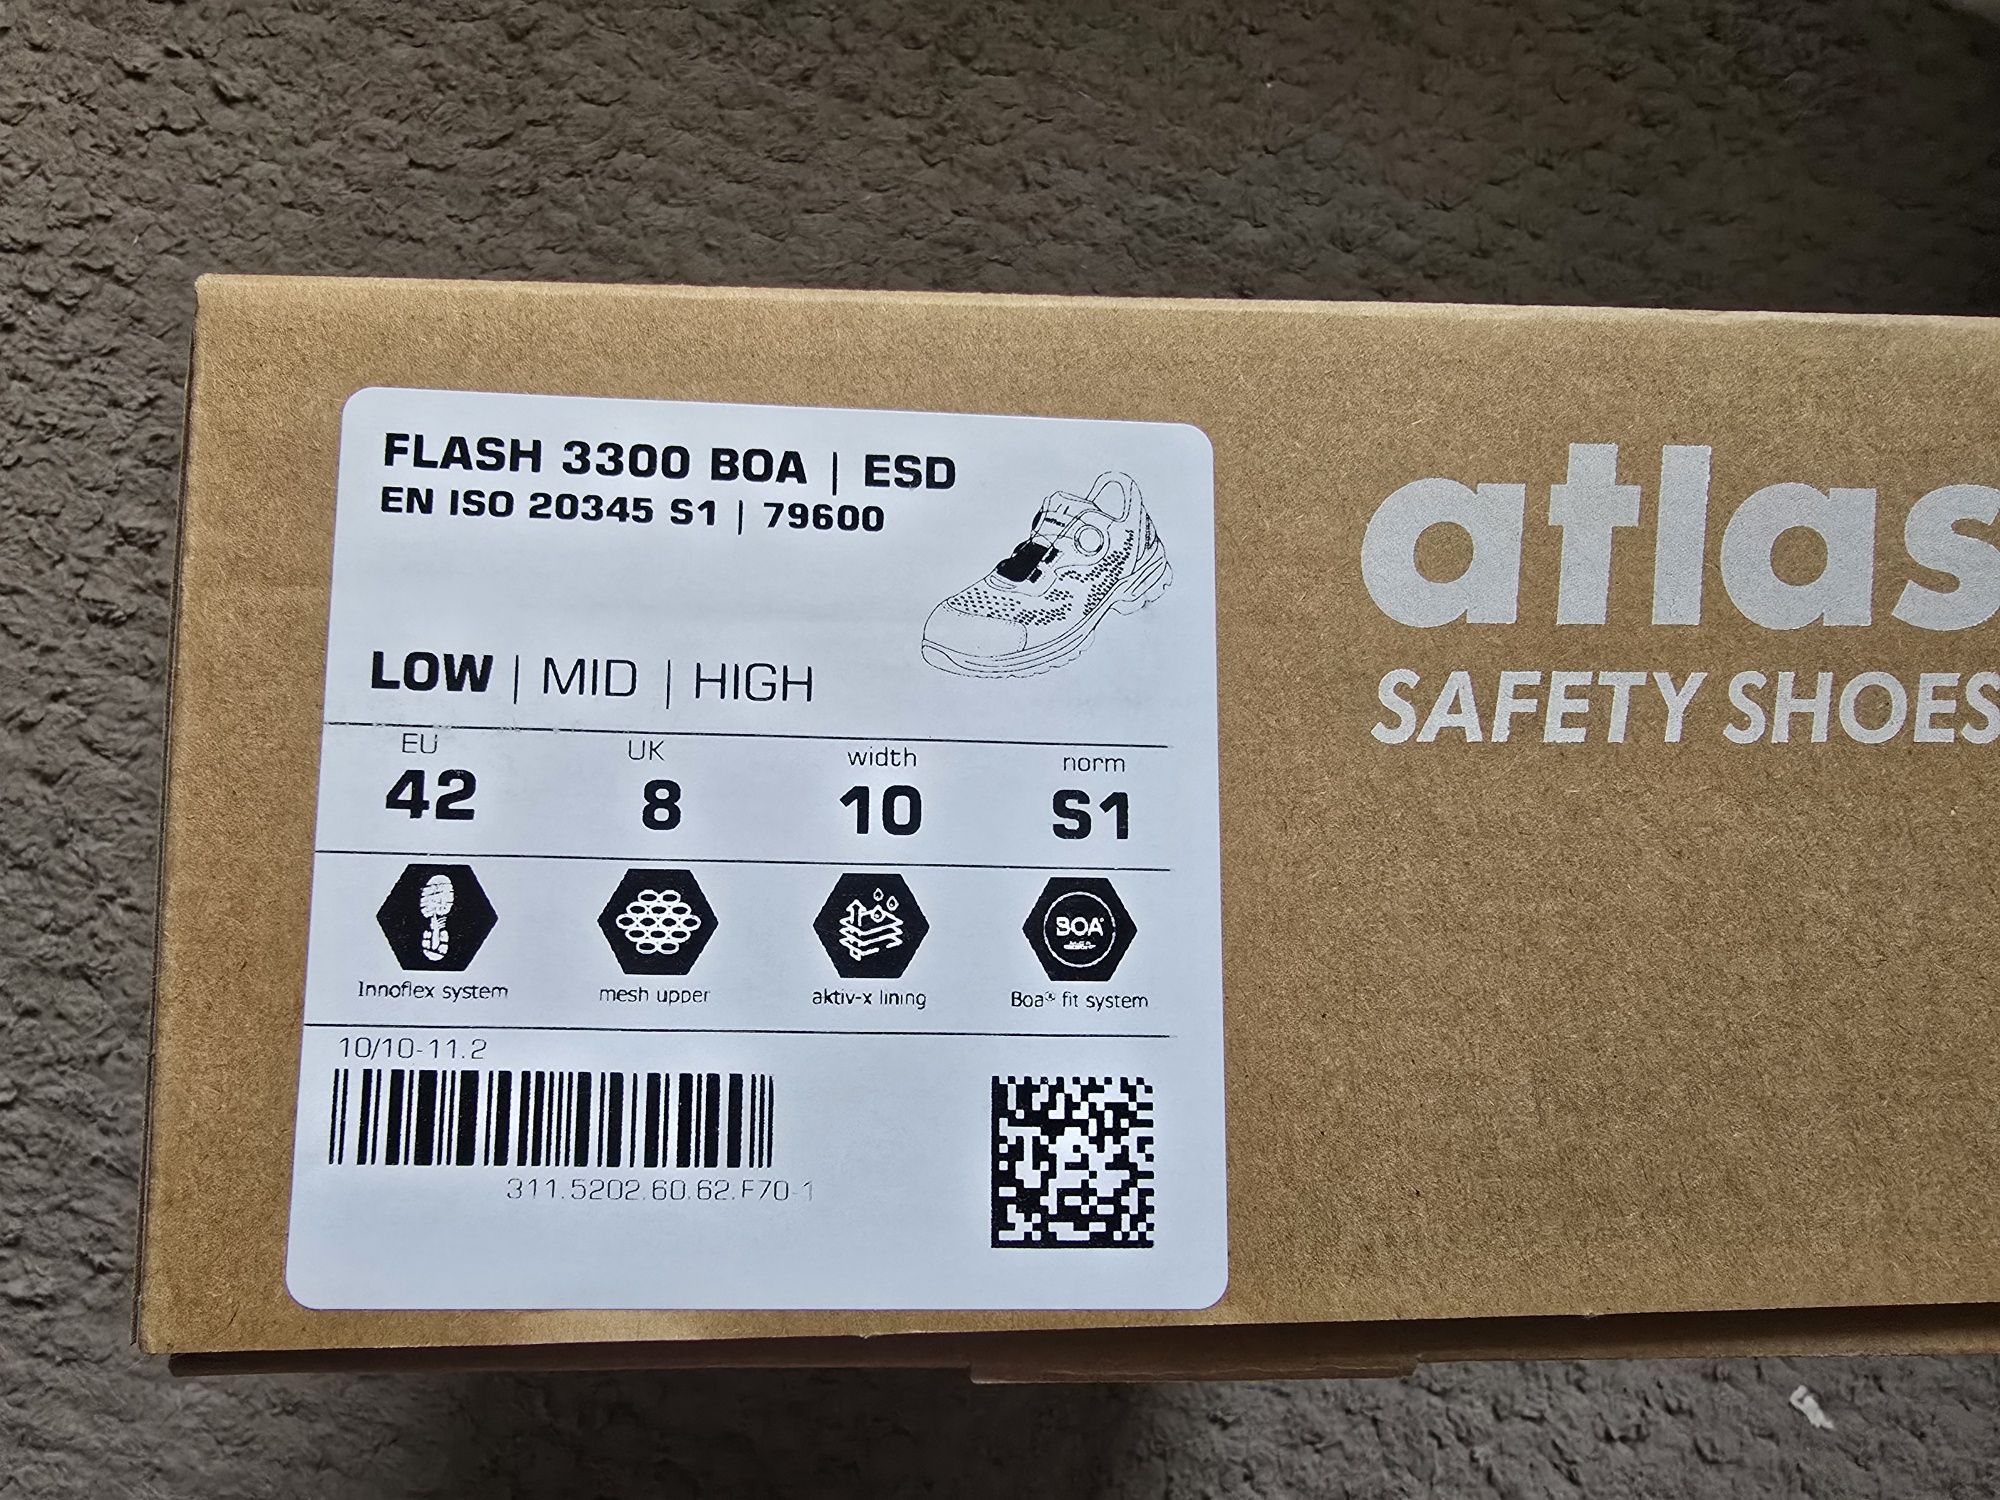 FLASH 3300 BOA | ESD
EN ISO 20345 S1 | 79600
LOW | MID | HIGH
EU UK width norm
42 8 10 S1
BOA
Innoflex system mesh upper aktiv-x lining Boa® fit system
10/10-11.2
311.5202.60.62.F70-1
atlas
SAFETY SHOES